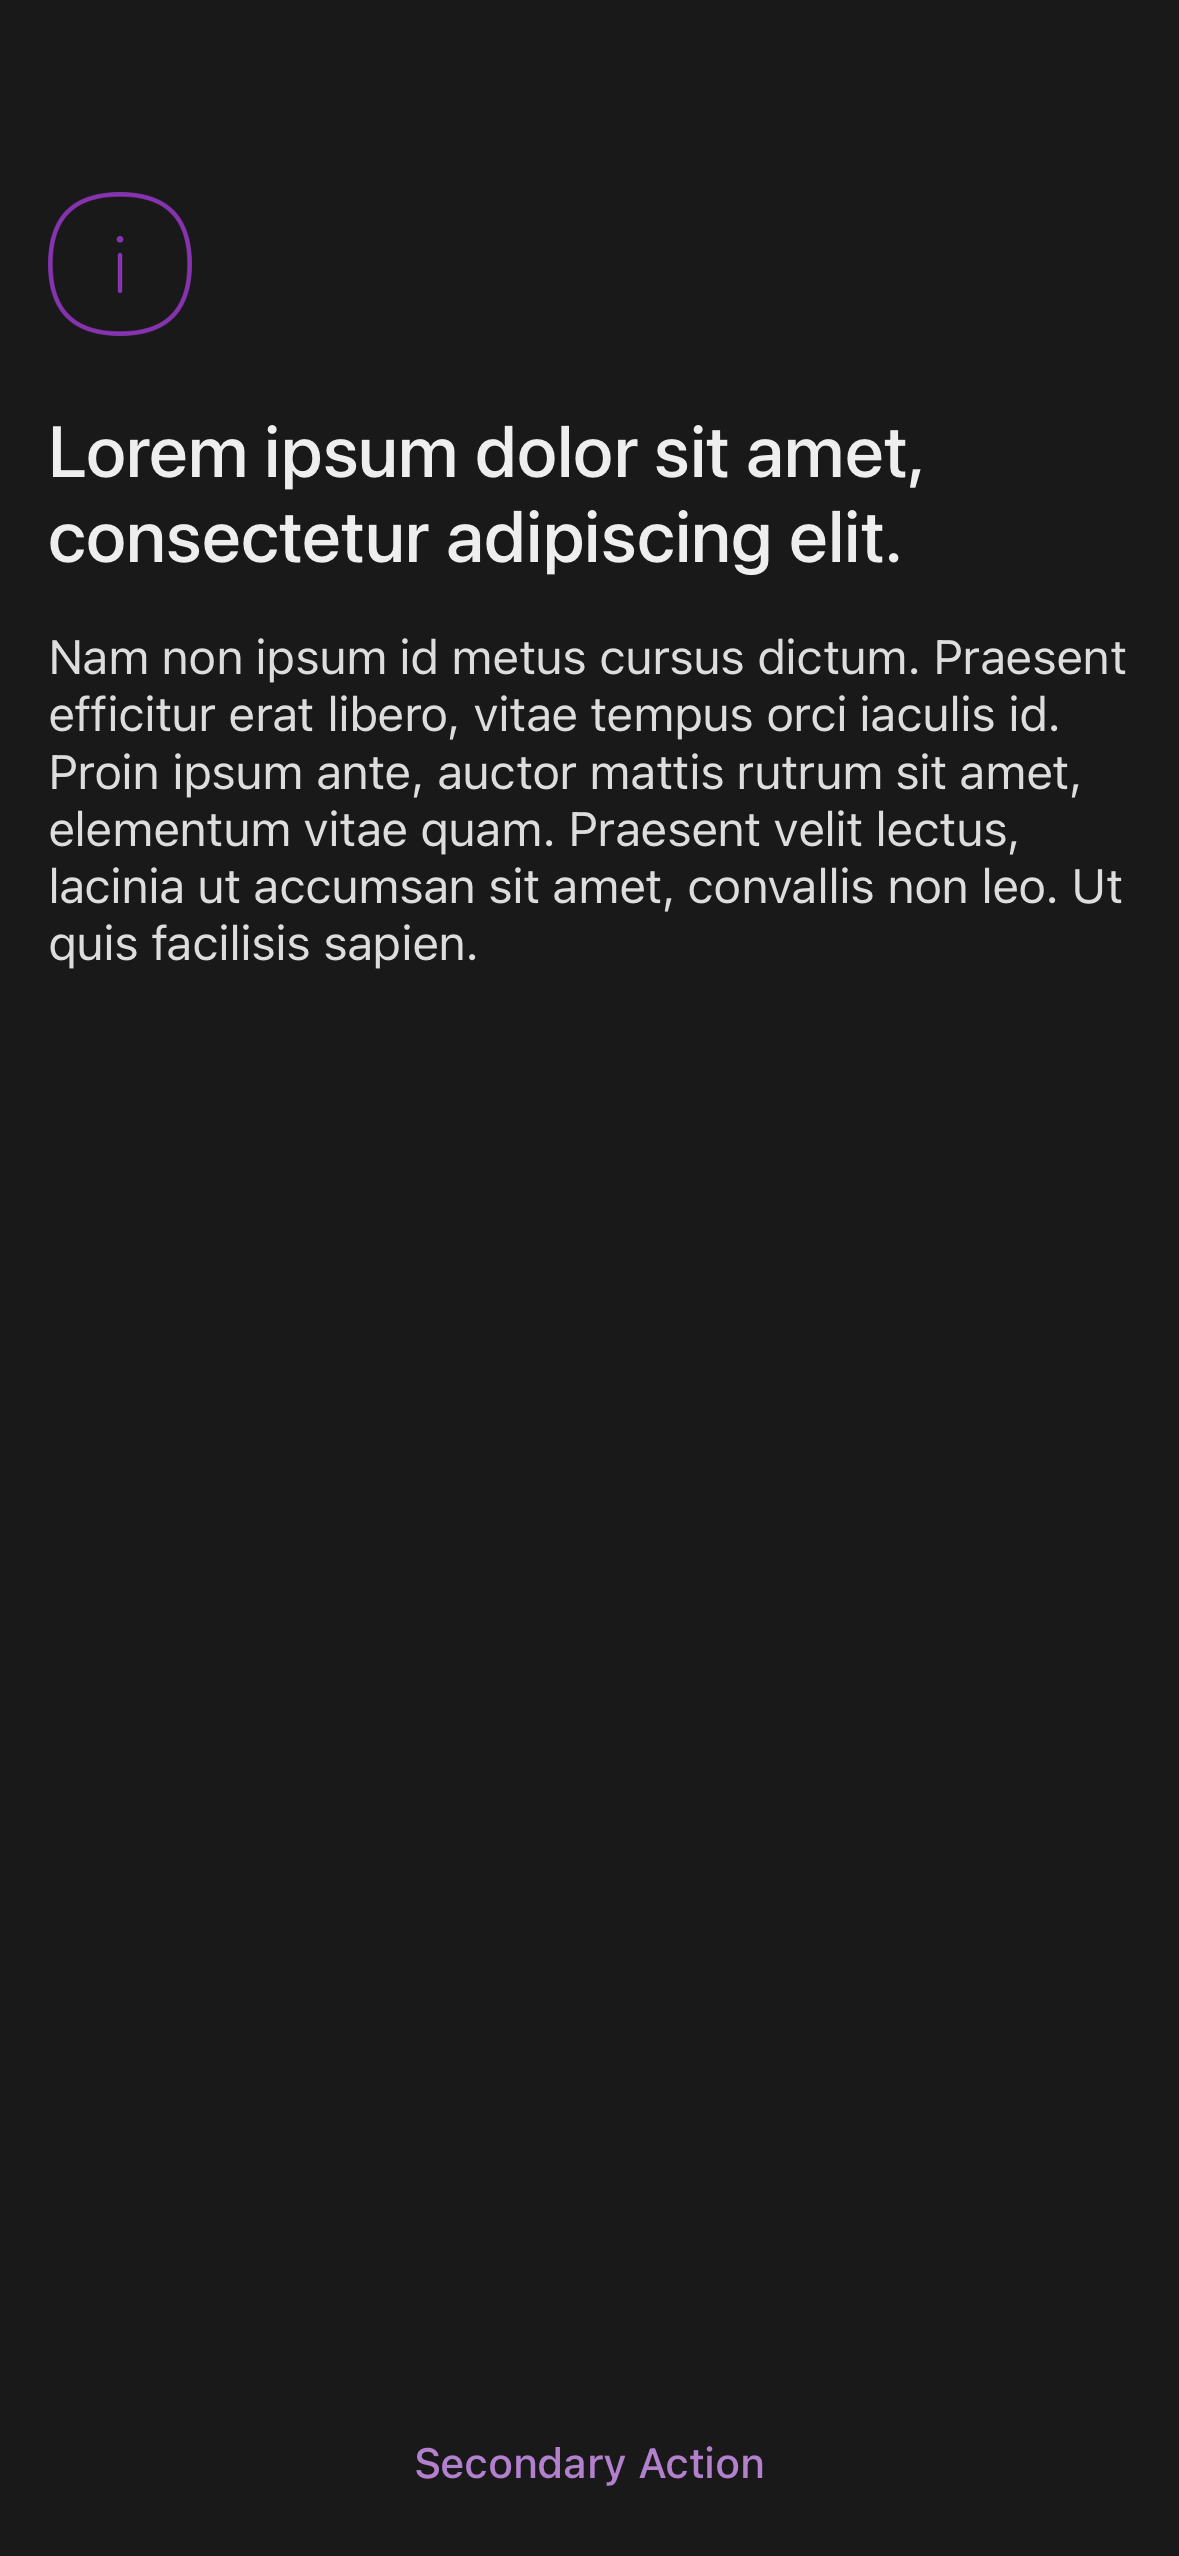 i
Lorem ipsum dolor sit amet,
consectetur adipiscing elit.
Nam non ipsum id metus cursus dictum. Praesent
efficitur erat libero, vitae tempus orci iaculis id.
Proin ipsum ante, auctor mattis rutrum sit amet,
elementum vitae quam. Praesent velit lectus,
lacinia ut accumsan sit amet, convallis non leo. Ut
quis facilisis sapien.
Secondary Action